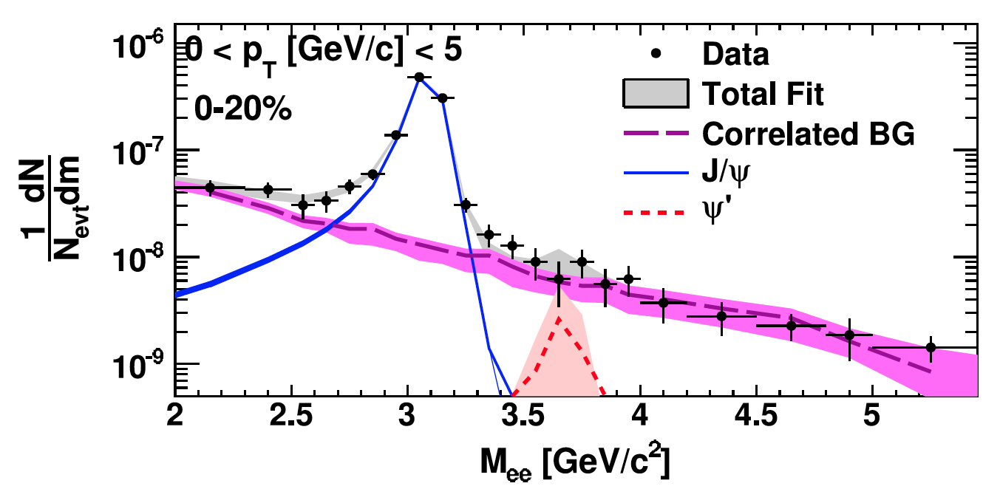 0 < p_T [GeV/c] < 5
0-20%
Data
Total Fit
Correlated BG
J/ψ
ψ'
1 dN
N_evt dm
10^-6
10^-7
10^-8
10^-9
2 2.5 3 3.5 4 4.5 5
M_ee [GeV/c^2]